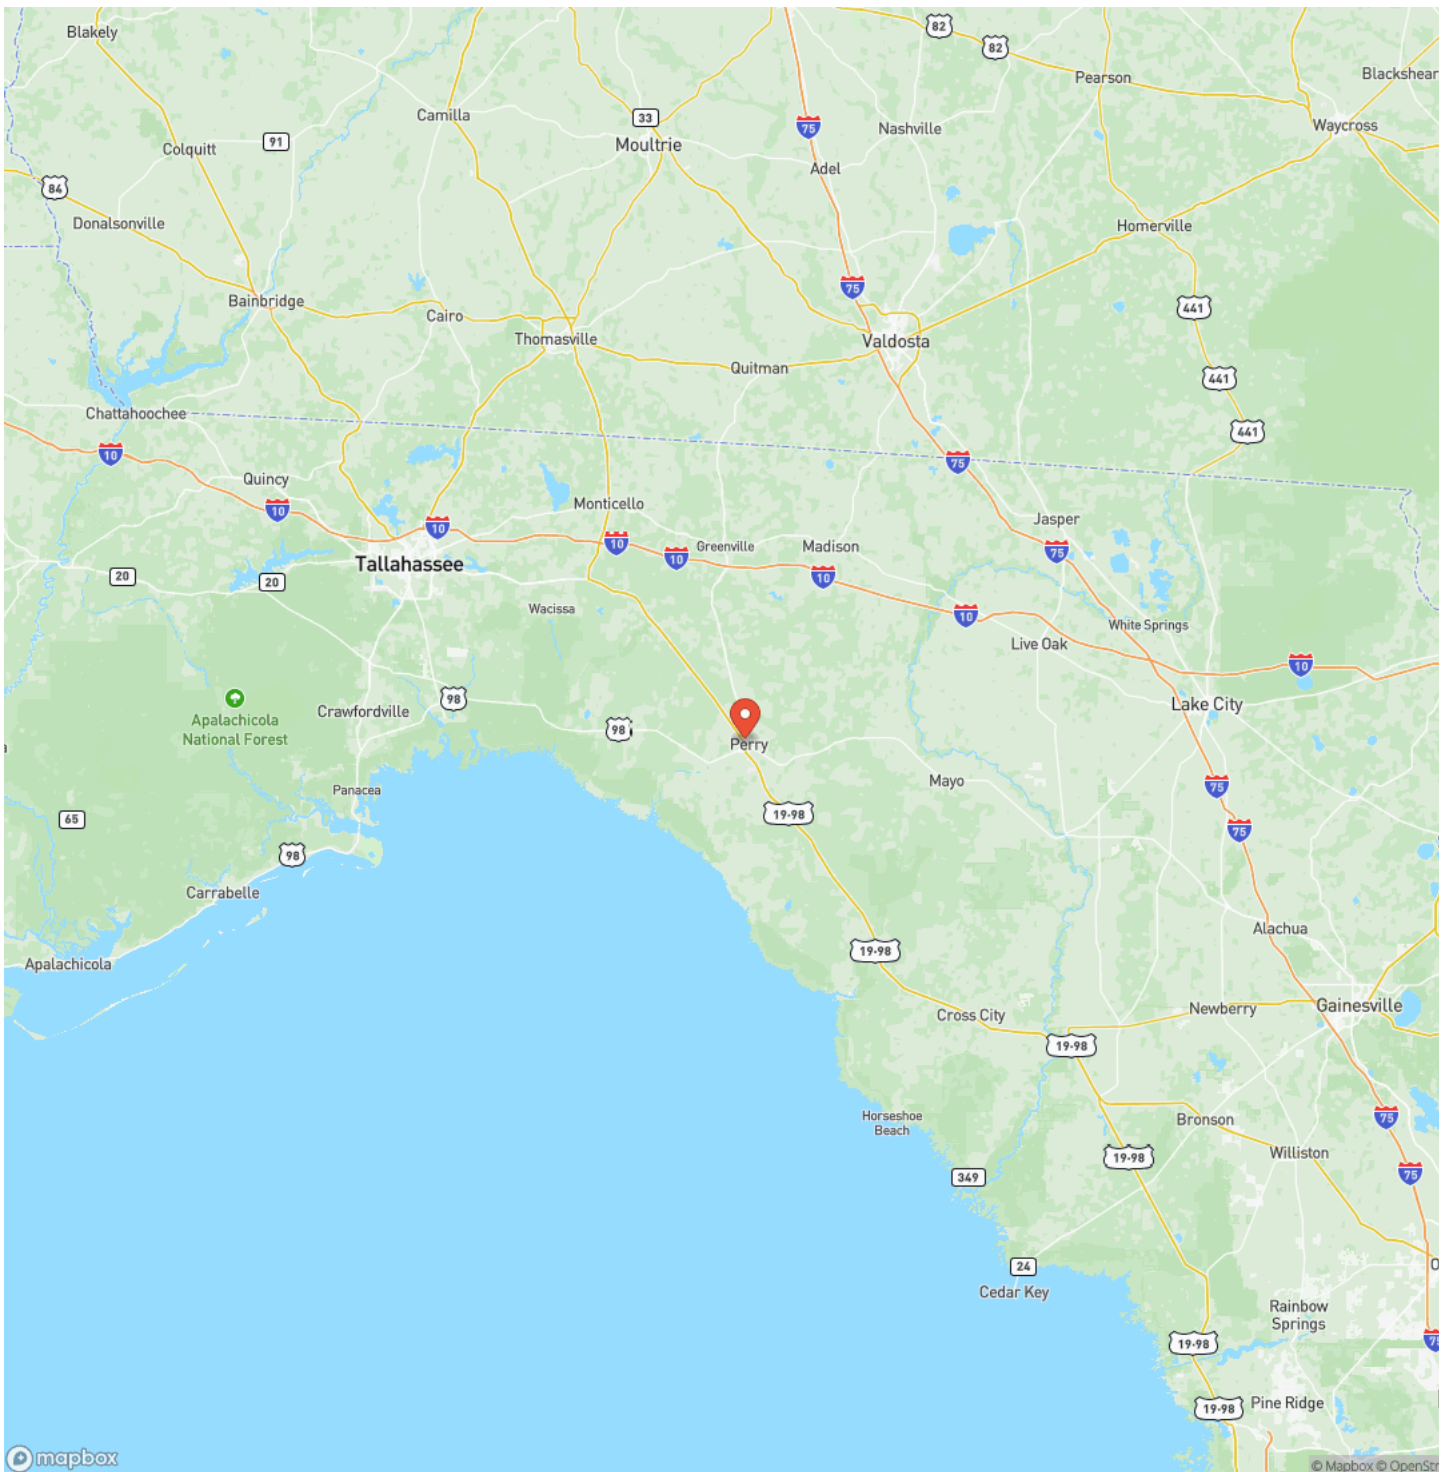 Blakely
82
82
Pearson
Blackshear
Camilla
33
75
Nashville
Waycross
Colquitt
91
Moultrie
Adel
84
Donalsonville
Homerville
Bainbridge
75
441
Cairo
Thomasville
Valdosta
Quitman
441
Chattahoochee
441
10
75
Quincy
Monticello
10
Jasper
10
10
Greenville
Madison
75
Tallahassee
10
20
20
10
Wacissa
10
White Springs
Live Oak
10
98
Apalachicola
National Forest
Crawfordville
98
Lake City
Perry
Mayo
75
Panacea
65
19-98
75
98
Carrabelle
Alachua
19-98
Apalachicola
Cross City
Newberry
Gainesville
19-98
Horseshoe
Beach
Bronson
75
Williston
19-98
349
75
24
Cedar Key
Rainbow
Springs
19-98
75
19-98
Pine Ridge
mapbox
© Mapbox © OpenStr